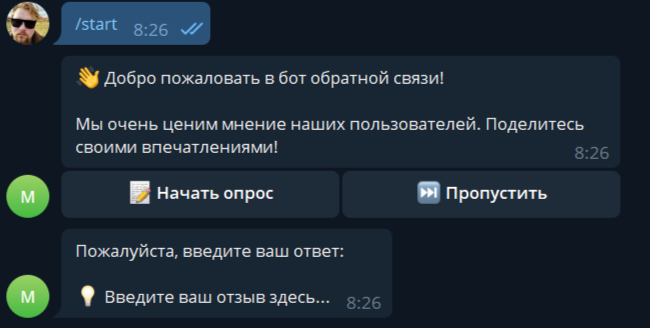 /start 8:26
👋 Добро пожаловать в бот обратной связи!
Мы очень ценим мнение наших пользователей. Поделитесь
своими впечатлениями!
8:26
М
📝 Начать опрос
⏭ Пропустить
Пожалуйста, введите ваш ответ:
М
💡 Введите ваш отзыв здесь... 8:26